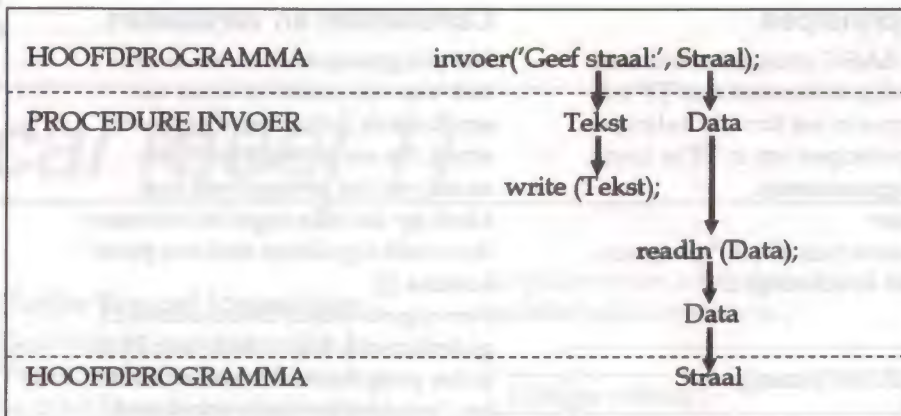 HOOFDPROGRAMMA invoer('Geef straal:', Straal);
PROCEDURE INVOER Tekst Data
write (Tekst);
readln (Data);
Data
HOOFDPROGRAMMA Straal